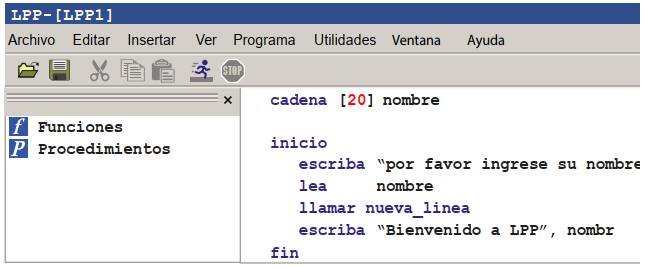 LPP-[LPP1]
Archivo Editar Insertar Ver Programa Utilidades Ventana Ayuda
STOP
x
f Funciones
P Procedimientos
cadena [20] nombre
inicio
escriba “por favor ingrese su nombre
lea nombre
llamar nueva_linea
escriba “Bienvenido a LPP”, nombr
fin